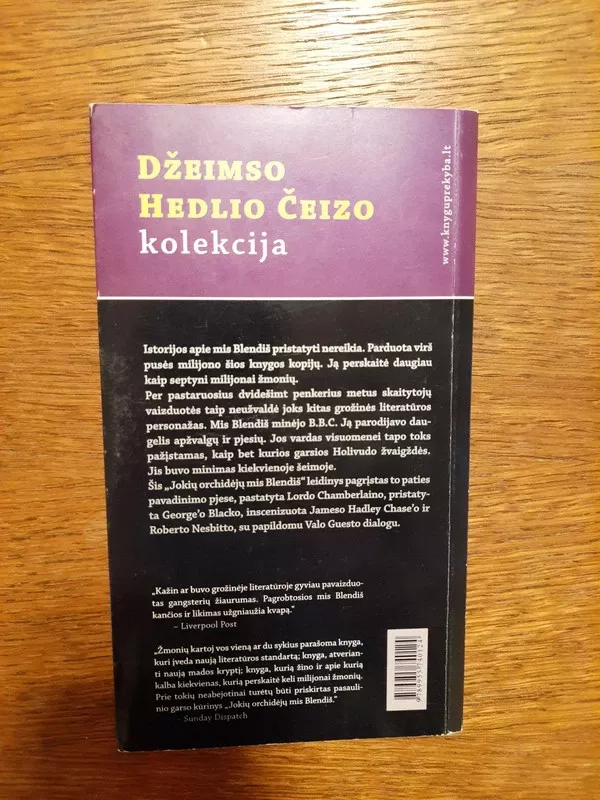 DŽEIMSO
HEDLIO ČEIZO
kolekcija
www.knyguprekyba.lt
Istorijos apie mis Blendiš pristatyti nereikia. Parduota virš
pusės milijono šios knygos kopijų. Ją perskaitė daugiau
kaip septyni milijonai žmonių.
Per pastaruosius dvidešimt penkerius metus skaitytojų
vaizduotės taip neužvaldė joks kitas grožinės literatūros
personažas. Mis Blendiš minėjo B.B.C. Ją parodijavo dau-
gelis apžvalgų ir pjesių. Jos vardas visuomenei tapo toks
pažįstamas, kaip bet kurios garsios Holivudo žvaigždės.
Jis buvo minimas kiekvienoje šeimoje.
Šis „Jokių orchidėjų mis Blendiš“ leidinys pagrįstas to paties
pavadinimo pjese, pastatyta Lordo Chamberlaino, pristaty-
ta George’o Blacko, inscenizuota Jameso Hadley Chase’o ir
Roberto Nesbitto, su papildomu Valo Guesto dialogu.
„Kažin ar buvo grožinėje literatūroje gyviau pavaizduo-
tas gangsterių žiaurumas. Pagrobtosios mis Blendiš
kančios ir likimas užgniaužia kvapą.“
– Liverpool Post
„Žmonių kartoj vos vieną ar du sykius parašoma knyga,
kuri įveda naują literatūros standartą; knyga, atverian-
ti naują mados kryptį; knyga, kurią žino ir apie kurią
kalba kiekvienas, kurią perskaitė keli milijonai žmonių.
Prie tokių neabejotinai turėtų būti priskirtas pasauli-
nio garso kūrinys „Jokių orchidėjų mis Blendiš“.
– Sunday Dispatch